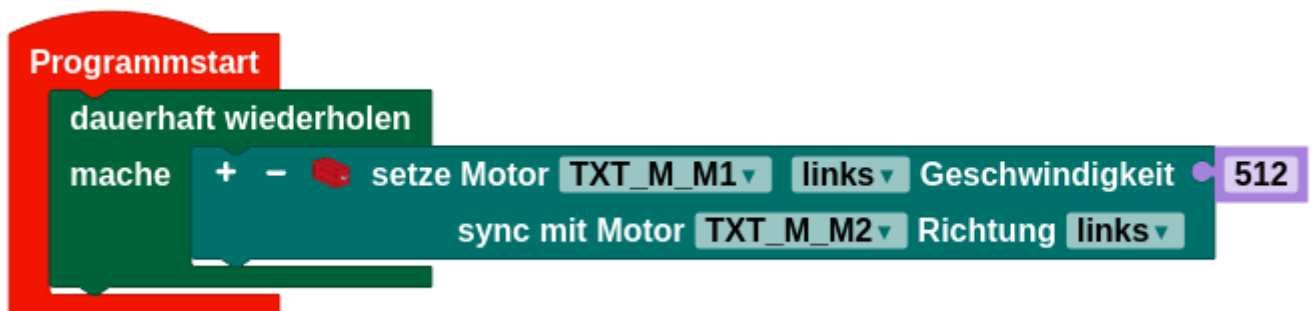 Programmstart
dauerhaft wiederholen
mache + − setze Motor TXT_M_M1▾ links▾ Geschwindigkeit 512
sync mit Motor TXT_M_M2▾ Richtung links▾